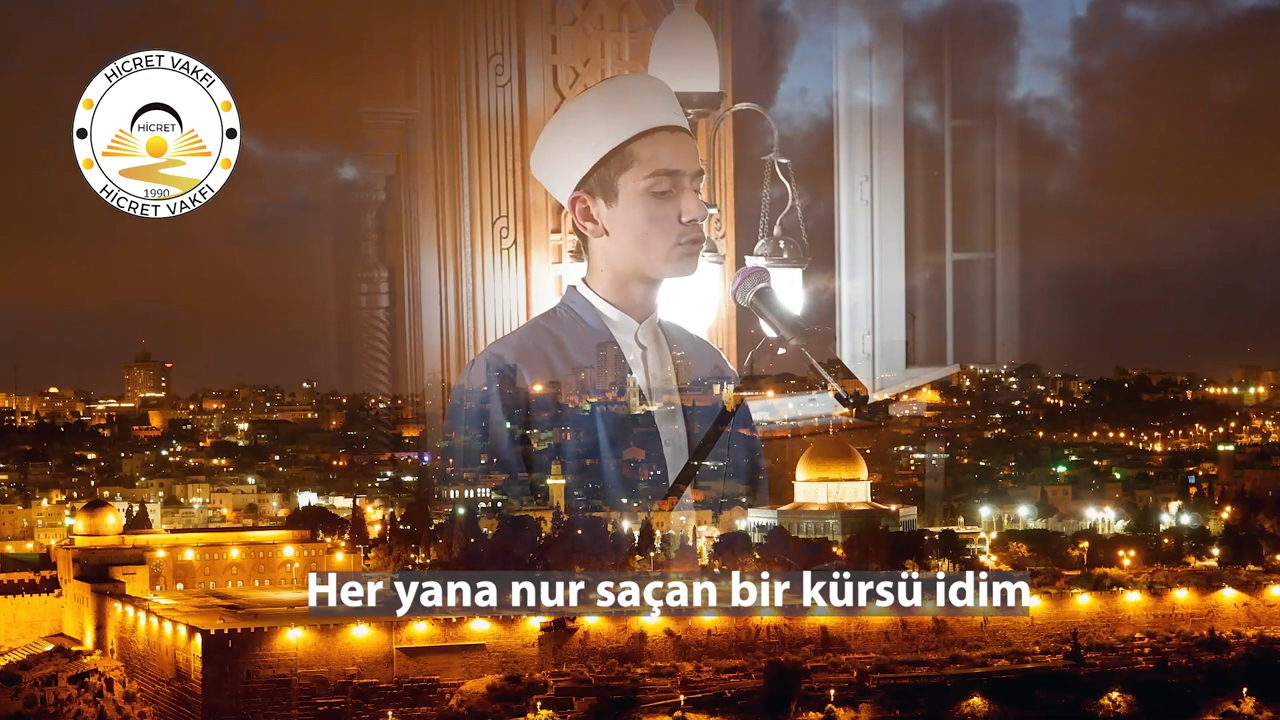 HİCRET VAKFI
HİCRET
1990
HİCRET VAKFI
Her yana nur saçan bir kürsü idim